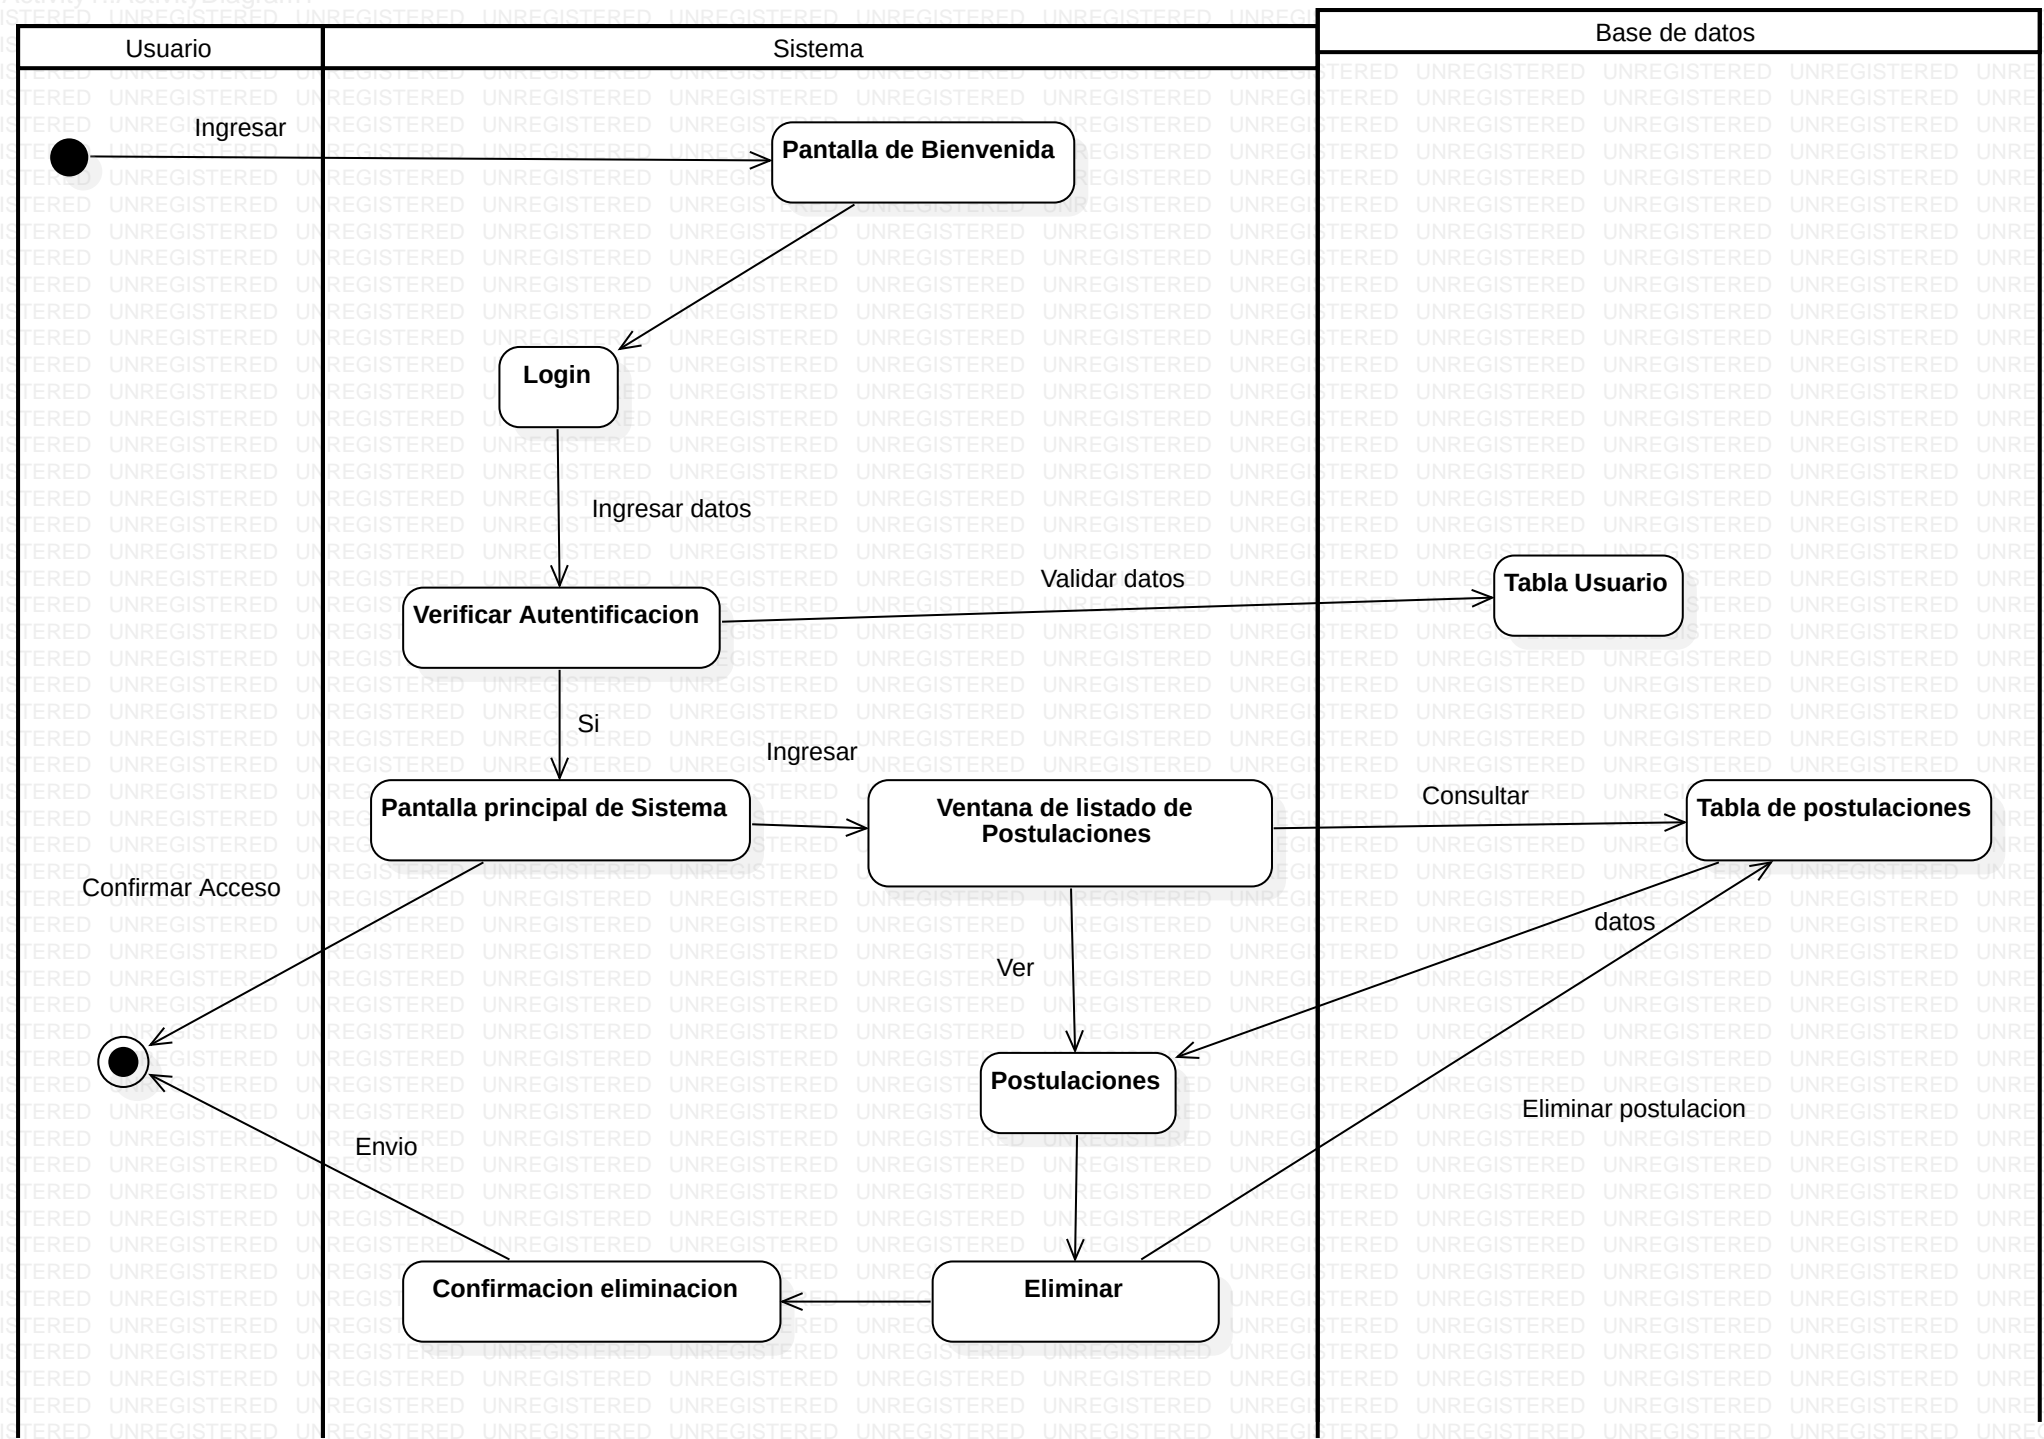 Usuario
Sistema
Base de datos
Ingresar
Pantalla de Bienvenida
Login
Ingresar datos
Validar datos
Tabla Usuario
Verificar Autentificacion
Si
Ingresar
Pantalla principal de Sistema
Ventana de listado de
Postulaciones
Consultar
Tabla de postulaciones
Confirmar Acceso
datos
Ver
Postulaciones
Eliminar postulacion
Envio
Confirmacion eliminacion
Eliminar
UNREGISTERED